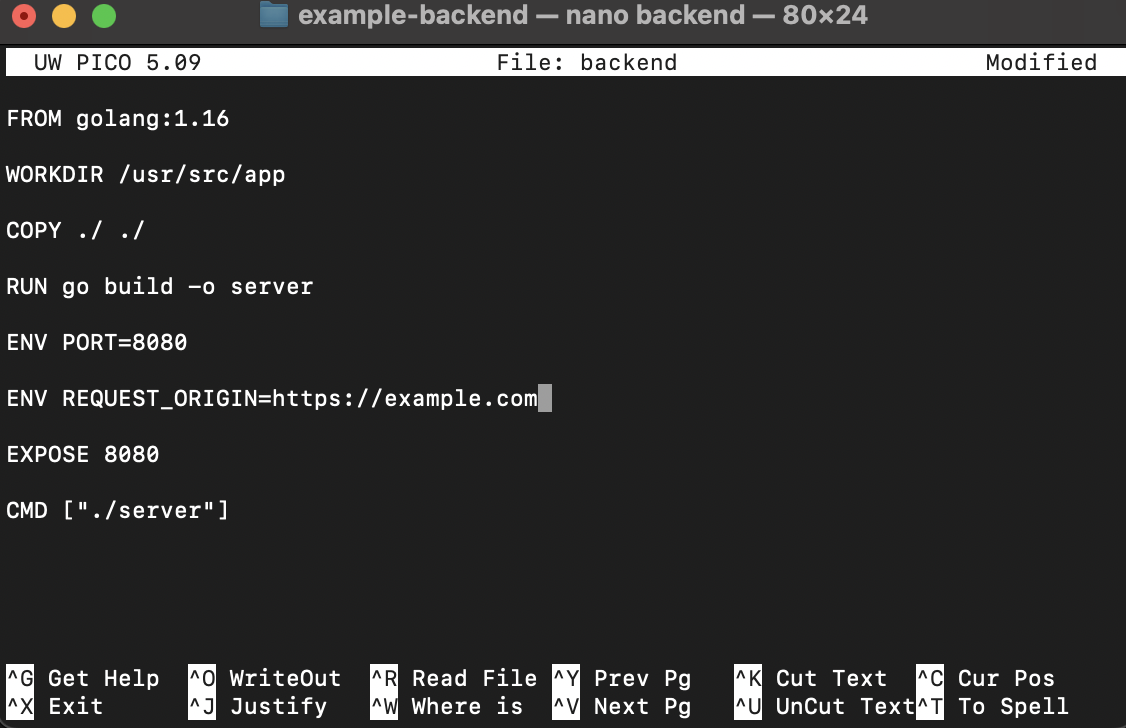 example-backend — nano backend — 80×24
UW PICO 5.09 File: backend Modified
FROM golang:1.16
WORKDIR /usr/src/app
COPY ./ ./
RUN go build -o server
ENV PORT=8080
ENV REQUEST_ORIGIN=https://example.com
EXPOSE 8080
CMD ["./server"]
^G Get Help ^O WriteOut ^R Read File ^Y Prev Pg ^K Cut Text ^C Cur Pos
^X Exit ^J Justify ^W Where is ^V Next Pg ^U UnCut Text ^T To Spell